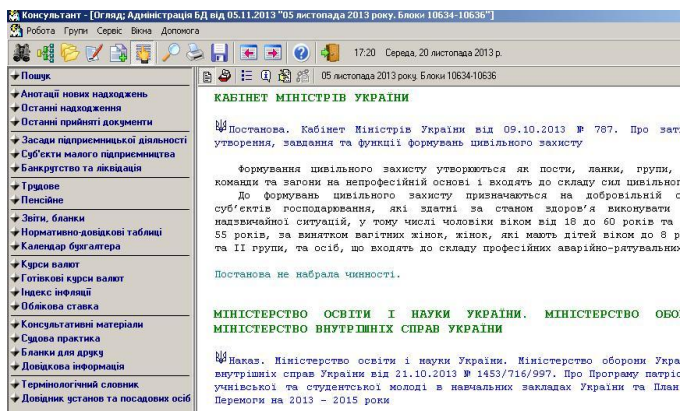 Консультант - [Огляд; Адміністрація БД від 05.11.2013 "05 листопада 2013 року. Блоки 10634-10636"]
Робота Групи Сервіс Вікна Допомога
17:20 Середа, 20 листопада 2013 р.
Пошук
05 листопада 2013 року. Блоки 10634-10636
Анотації нових надходжень
Останні надходження
Останні прийняті документи
Засади підприємницької діяльності
Суб'єкти малого підприємництва
Банкрутство та ліквідація
Трудове
Пенсійне
Звіти, бланки
Нормативно-довідкові таблиці
Календар бухгалтера
Курси валют
Готівкові курси валют
Індекс інфляції
Облікова ставка
Консультативні матеріали
Судова практика
Бланки для друку
Довідкова інформація
Термінологічний словник
Довідник установ та посадових осіб
КАБІНЕТ МІНІСТРІВ УКРАЇНИ
Постанова. Кабінет Міністрів України від 09.10.2013 № 787. Про зат
утворення, завдання та функції формувань цивільного захисту
Формування цивільного захисту утворюються як пости, ланки, групи,
команди та загони на непрофесійній основі і входять до складу сил цивільног
До формувань цивільного захисту призначаються на добровільній о
суб'єктів господарювання, які здатні за станом здоров'я виконувати
надзвичайної ситуацій, у тому числі чоловіки віком від 18 до 60 років та
55 років, за винятком вагітних жінок, жінок, які мають дітей віком до 8 р
та II групи, та осіб, що входять до складу професійних аварійно-рятувальних
Постанова не набрала чинності.
МІНІСТЕРСТВО ОСВІТИ І НАУКИ УКРАЇНИ. МІНІСТЕРСТВО ОБО
МІНІСТЕРСТВО ВНУТРІШНІХ СПРАВ УКРАЇНИ
Наказ. Міністерство освіти і науки України. Міністерство оборони Укра
внутрішніх справ України від 21.10.2013 № 1453/716/997. Про Програму патріо
учнівської та студентської молоді в навчальних закладах України та План
Перемоги на 2013 - 2015 роки